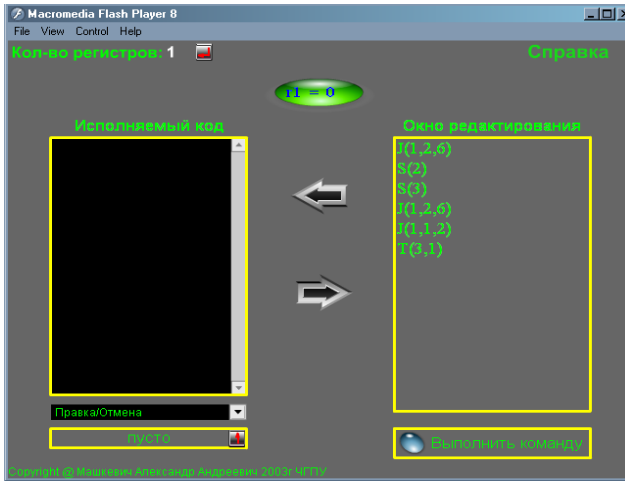 Macromedia Flash Player 8
File View Control Help
Кол-во регистров: 1
Справка
r1 = 0
Исполняемый код
Окно редактирования
J(1,2,6)
S(2)
S(3)
J(1,2,6)
J(1,1,2)
T(3,1)
Правка/Отмена
пусто
Выполнить команду
Copyright @ Машкевич Александр Андреевич 2003г ЧГПУ